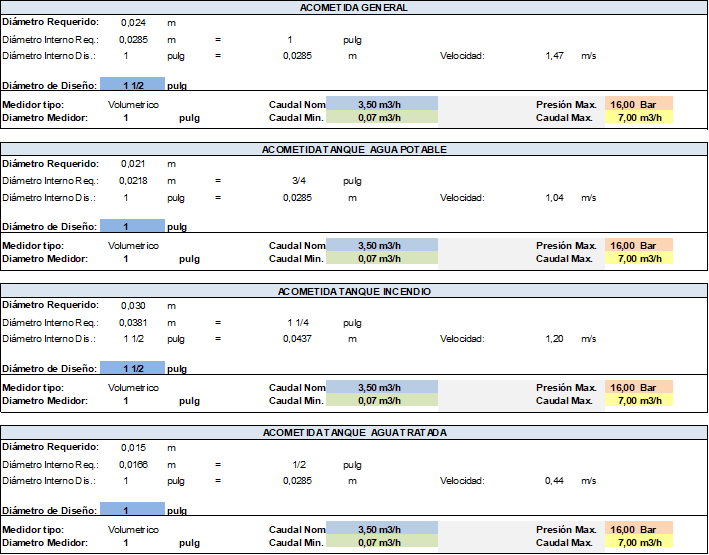 ACOMETIDA GENERAL
Diámetro Requerido: 0,024 m
Diámetro Interno Req.: 0,0285 m = 1 pulg
Diámetro Interno Dis.: 1 pulg = 0,0285 m Velocidad: 1,47 m/s
Diámetro de Diseño: 1 1/2 pulg
Medidor tipo: Volumetrico Caudal Nom 3,50 m3/h Presión Max. 16,00 Bar
Diametro Medidor: 1 pulg Caudal Min. 0,07 m3/h Caudal Max. 7,00 m3/h
ACOMETIDA TANQUE AGUA POTABLE
Diámetro Requerido: 0,021 m
Diámetro Interno Req.: 0,0218 m = 3/4 pulg
Diámetro Interno Dis.: 1 pulg = 0,0285 m Velocidad: 1,04 m/s
Diámetro de Diseño: 1 pulg
Medidor tipo: Volumetrico Caudal Nom 3,50 m3/h Presión Max. 16,00 Bar
Diametro Medidor: 1 pulg Caudal Min. 0,07 m3/h Caudal Max. 7,00 m3/h
ACOMETIDA TANQUE INCENDIO
Diámetro Requerido: 0,030 m
Diámetro Interno Req.: 0,0381 m = 1 1/4 pulg
Diámetro Interno Dis.: 1 1/2 pulg = 0,0437 m Velocidad: 1,20 m/s
Diámetro de Diseño: 1 1/2 pulg
Medidor tipo: Volumetrico Caudal Nom 3,50 m3/h Presión Max. 16,00 Bar
Diametro Medidor: 1 pulg Caudal Min. 0,07 m3/h Caudal Max. 7,00 m3/h
ACOMETIDA TANQUE AGUA TRATADA
Diámetro Requerido: 0,015 m
Diámetro Interno Req.: 0,0166 m = 1/2 pulg
Diámetro Interno Dis.: 1 pulg = 0,0285 m Velocidad: 0,44 m/s
Diámetro de Diseño: 1 pulg
Medidor tipo: Volumetrico Caudal Nom 3,50 m3/h Presión Max. 16,00 Bar
Diametro Medidor: 1 pulg Caudal Min. 0,07 m3/h Caudal Max. 7,00 m3/h